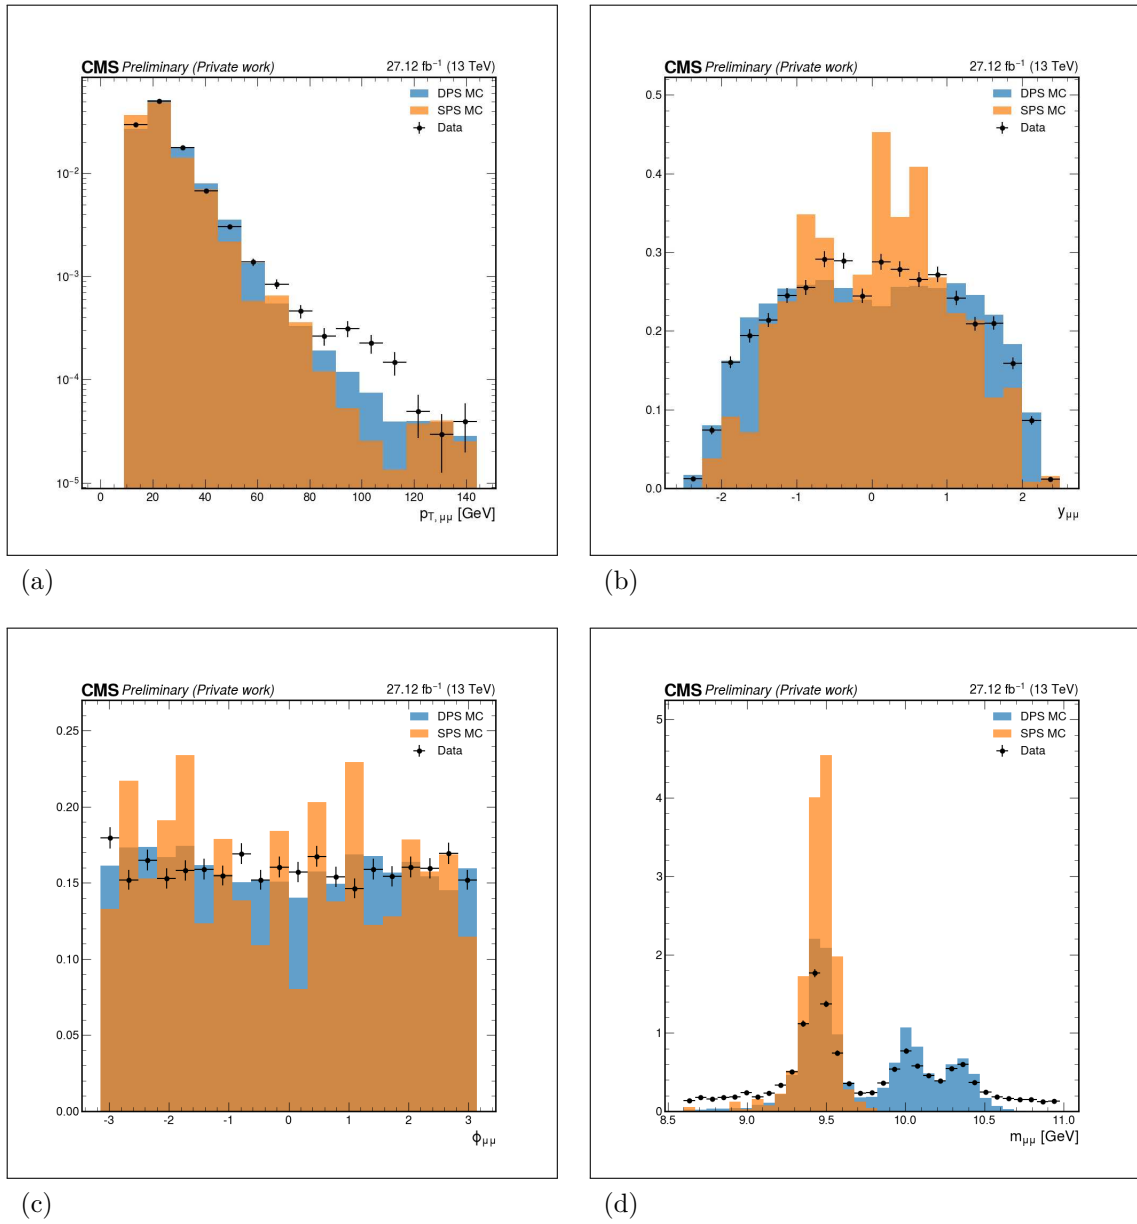 CMS Preliminary (Private work) 27.12 fb⁻¹ (13 TeV)
DPS MC
SPS MC
Data
10⁻²
10⁻³
10⁻⁴
10⁻⁵
0 20 40 60 80 100 120 140
p_T, μμ [GeV]
(a)
CMS Preliminary (Private work) 27.12 fb⁻¹ (13 TeV)
DPS MC
SPS MC
Data
0.5
0.4
0.3
0.2
0.1
0.0
-2 -1 0 1 2
y_μμ
(b)
CMS Preliminary (Private work) 27.12 fb⁻¹ (13 TeV)
DPS MC
SPS MC
Data
0.25
0.20
0.15
0.10
0.05
0.00
-3 -2 -1 0 1 2 3
ϕ_μμ
(c)
CMS Preliminary (Private work) 27.12 fb⁻¹ (13 TeV)
DPS MC
SPS MC
Data
5
4
3
2
1
0
8.5 9.0 9.5 10.0 10.5 11.0
m_μμ [GeV]
(d)